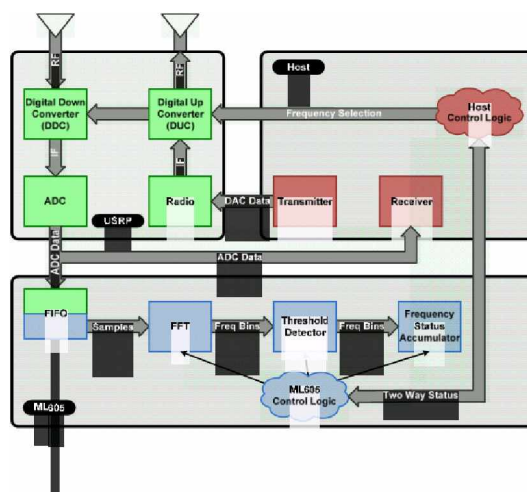 RF
RF
Host
Digital Down
Converter
(DDC)
Digital Up
Converter
(DUC)
Frequency Selection
Host
Control Logic
IF
IF
ADC
Radio
DAC Data
Transmitter
Receiver
USRP
ADC Data
ADC Data
FIFO
Samples
FFT
Freq Bins
Threshold
Detector
Freq Bins
Frequency
Status
Accumulator
ML605
Control Logic
Two Way Status
ML605